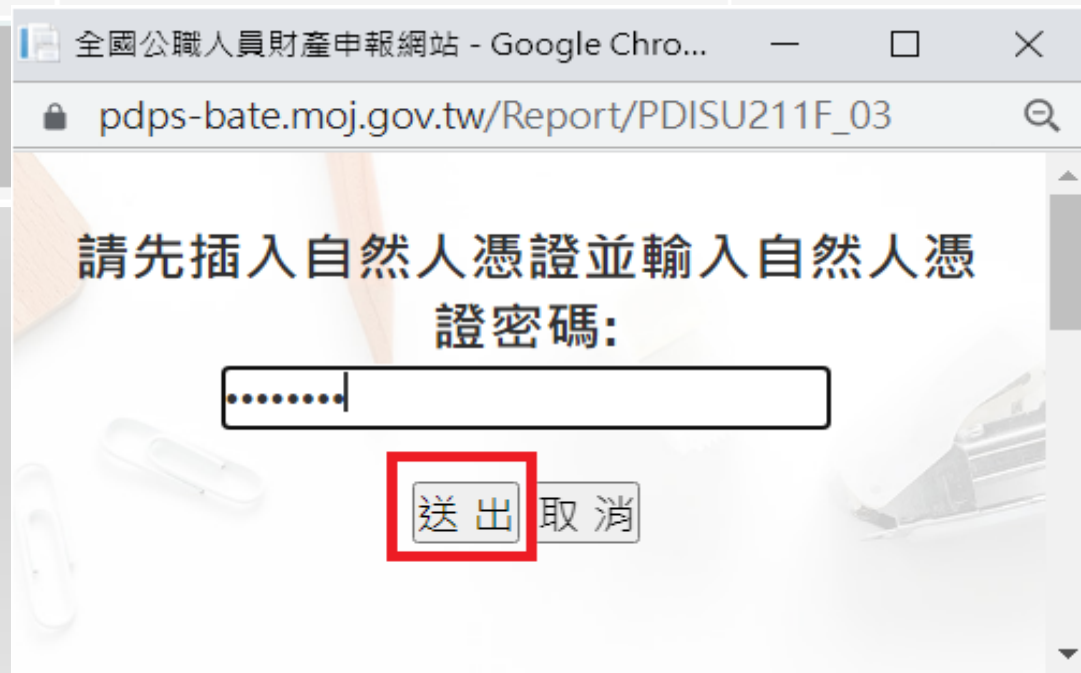 全國公職人員財產申報網站 - Google Chro...
pdps-bate.moj.gov.tw/Report/PDISU211F_03
請先插入自然人憑證並輸入自然人憑
證密碼:
••••••••
送 出 取 消